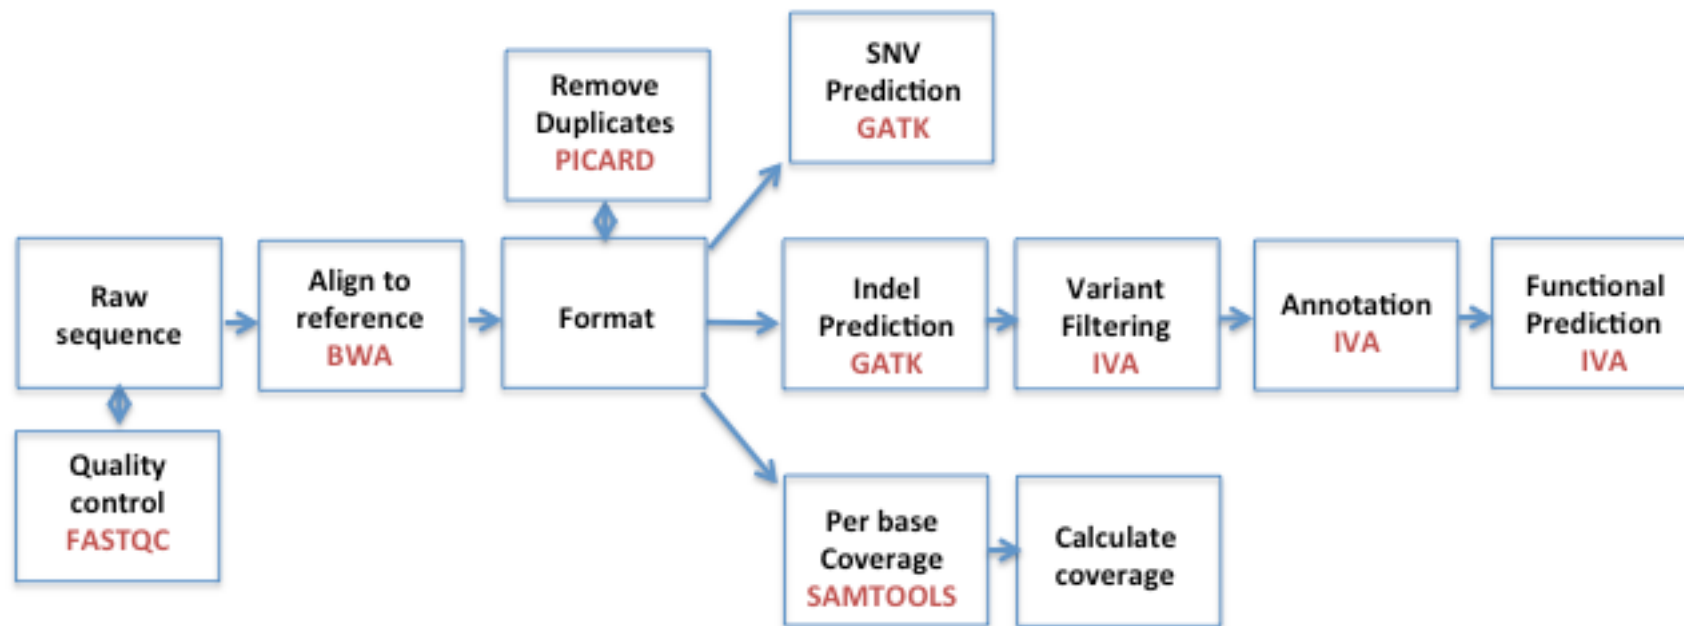 Raw
sequence
Quality
control
FASTQC
Align to
reference
BWA
Remove
Duplicates
PICARD
Format
SNV
Prediction
GATK
Indel
Prediction
GATK
Variant
Filtering
IVA
Annotation
IVA
Functional
Prediction
IVA
Per base
Coverage
SAMTOOLS
Calculate
coverage